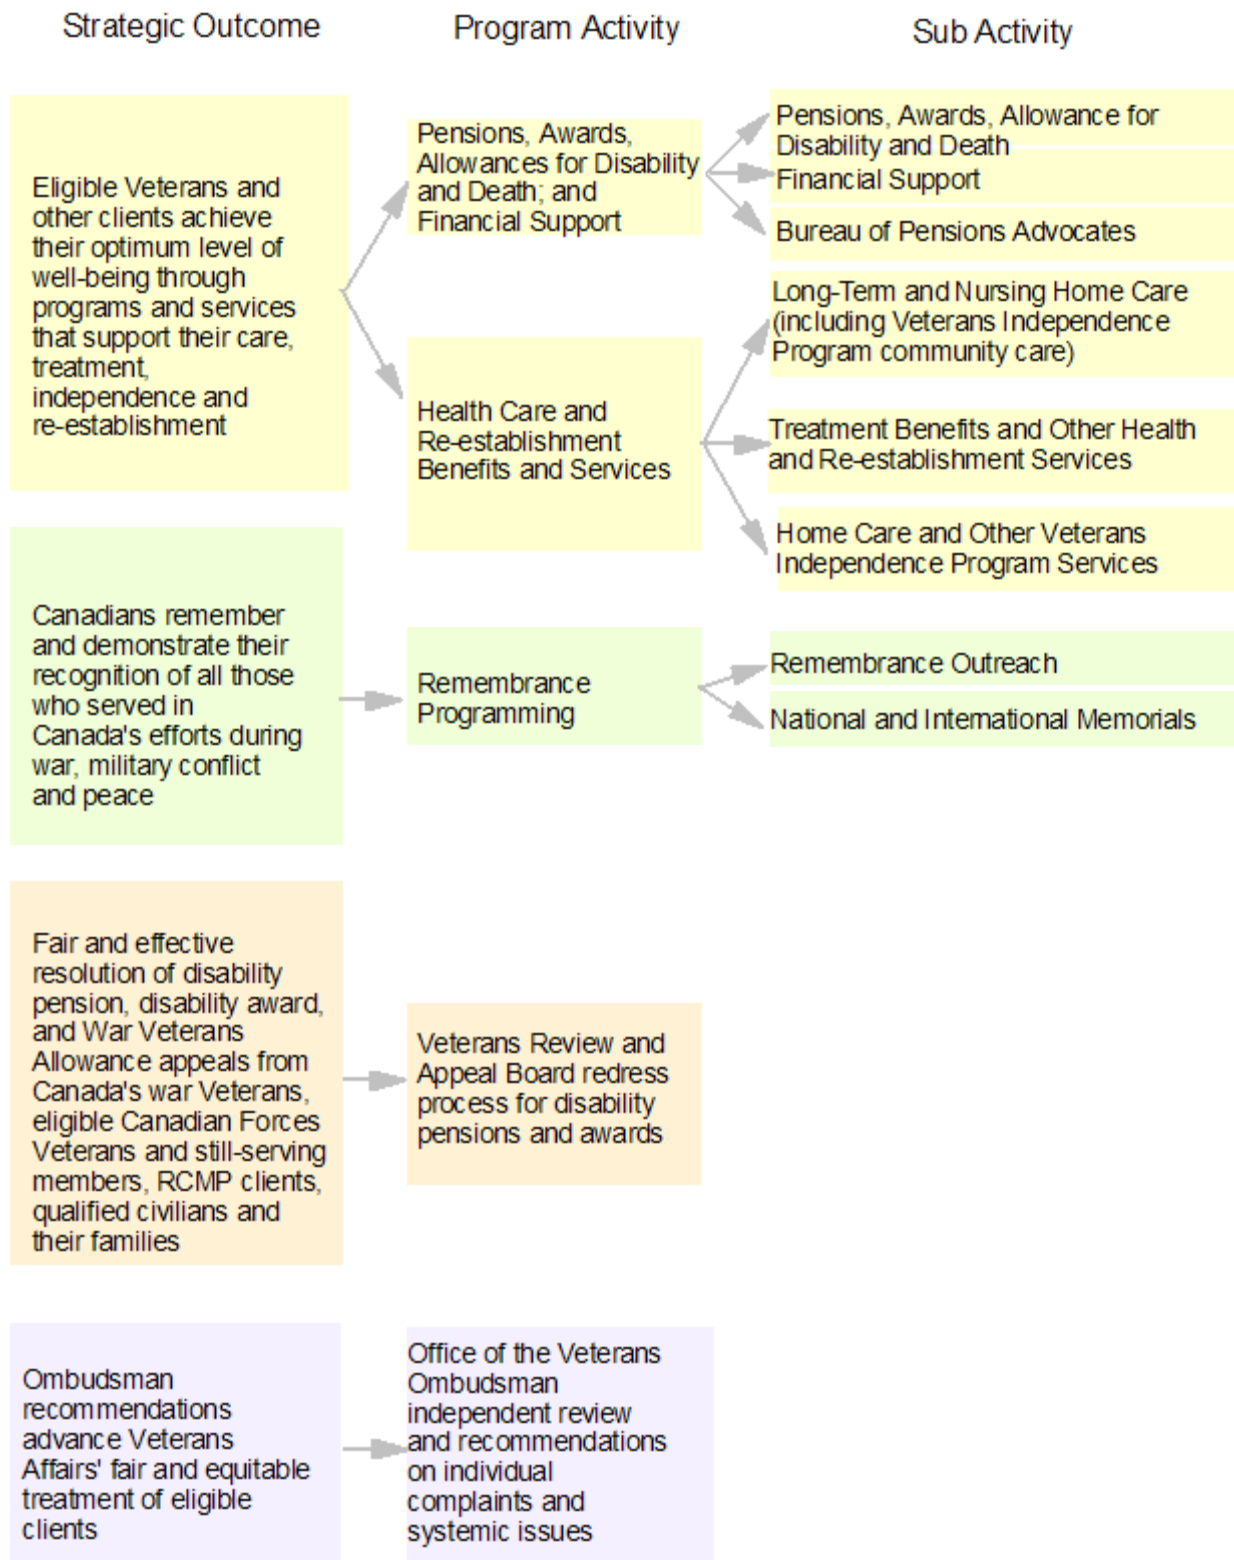 Strategic Outcome
Program Activity
Sub Activity
Eligible Veterans and
other clients achieve
their optimum level of
well-being through
programs and services
that support their care,
treatment,
independence and
re-establishment
Pensions, Awards,
Allowances for Disability
and Death; and
Financial Support
Pensions, Awards, Allowance for
Disability and Death
Financial Support
Bureau of Pensions Advocates
Health Care and
Re-establishment
Benefits and Services
Long-Term and Nursing Home Care
(including Veterans Independence
Program community care)
Treatment Benefits and Other Health
and Re-establishment Services
Home Care and Other Veterans
Independence Program Services
Canadians remember
and demonstrate their
recognition of all those
who served in
Canada's efforts during
war, military conflict
and peace
Remembrance
Programming
Remembrance Outreach
National and International Memorials
Fair and effective
resolution of disability
pension, disability award,
and War Veterans
Allowance appeals from
Canada's war Veterans,
eligible Canadian Forces
Veterans and still-serving
members, RCMP clients,
qualified civilians and
their families
Veterans Review and
Appeal Board redress
process for disability
pensions and awards
Ombudsman
recommendations
advance Veterans
Affairs' fair and equitable
treatment of eligible
clients
Office of the Veterans
Ombudsman
independent review
and recommendations
on individual
complaints and
systemic issues